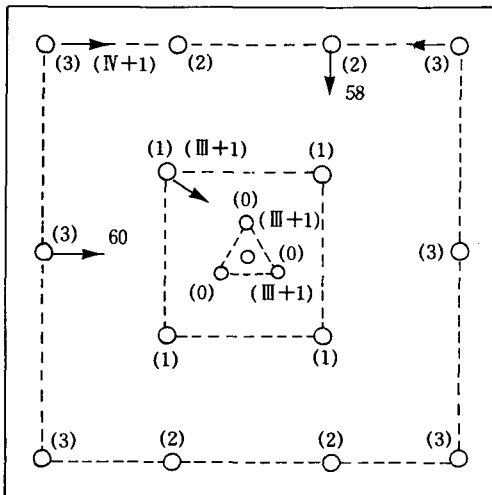 (3) (Ⅳ+1) (2) (2) (3)
58
(1) (Ⅲ+1) (1)
(0)
(Ⅲ+1)
(3) 60 (0) (3)
(0) (Ⅲ+1)
(1) (1)
(3) (2) (2) (3)